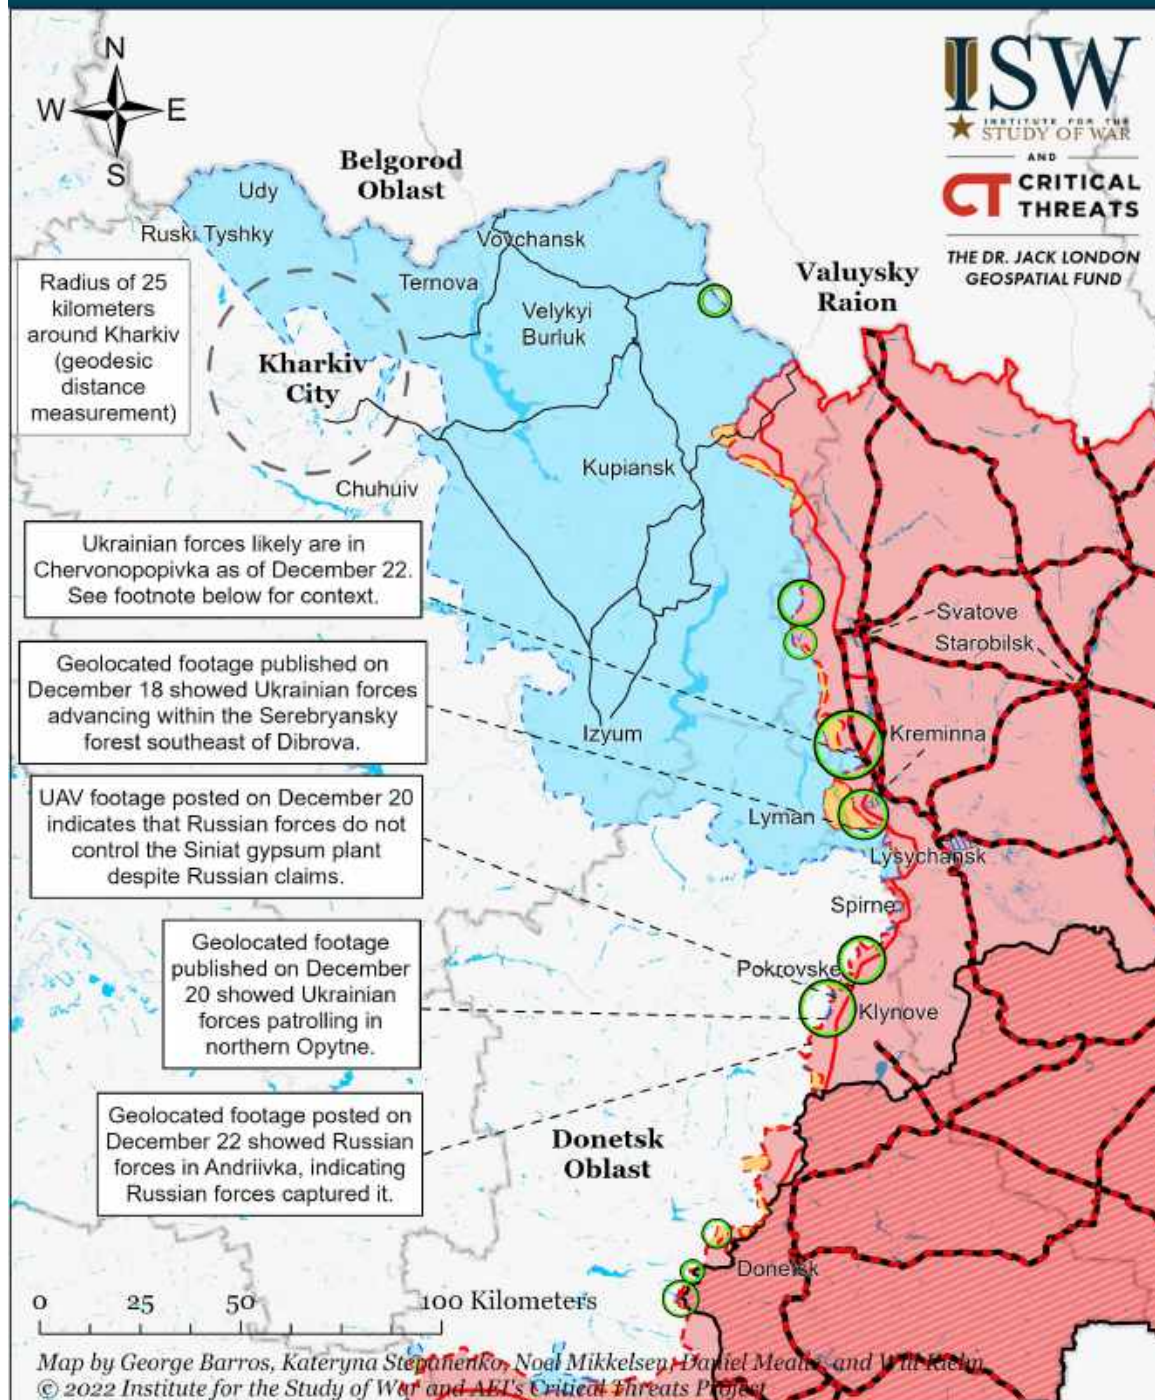 N
W E
S
ISW
INSTITUTE FOR THE
STUDY OF WAR
AND
CT CRITICAL
THREATS
THE DR. JACK LONDON
GEOSPATIAL FUND
Belgorod
Oblast
Udy
Ruski Tyshky
Vovchansk
Ternova
Valuysky
Raion
Radius of 25
kilometers
around Kharkiv
(geodesic
distance
measurement)
Velykyi
Burluk
Kharkiv
City
Kupiansk
Chuhuiv
Ukrainian forces likely are in
Chervonopopivka as of December 22.
See footnote below for context.
Svatove
Starobilsk
Geolocated footage published on
December 18 showed Ukrainian forces
advancing within the Serebryansky
forest southeast of Dibrova.
Izyum
Kreminna
UAV footage posted on December 20
indicates that Russian forces do not
control the Siniat gypsum plant
despite Russian claims.
Lyman
Lysychansk
Spirne
Geolocated footage
published on December
20 showed Ukrainian
forces patrolling in
northern Opytne.
Pokrovske
Klynove
Geolocated footage posted on
December 22 showed Russian
forces in Andriivka, indicating
Russian forces captured it.
Donetsk
Oblast
Donetsk
0 25 50 100 Kilometers
Map by George Barros, Kateryna Stepanenko, Noel Mikkelsen, Daniel Mealie, and Will Kielm
© 2022 Institute for the Study of War and AEI's Critical Threats Project